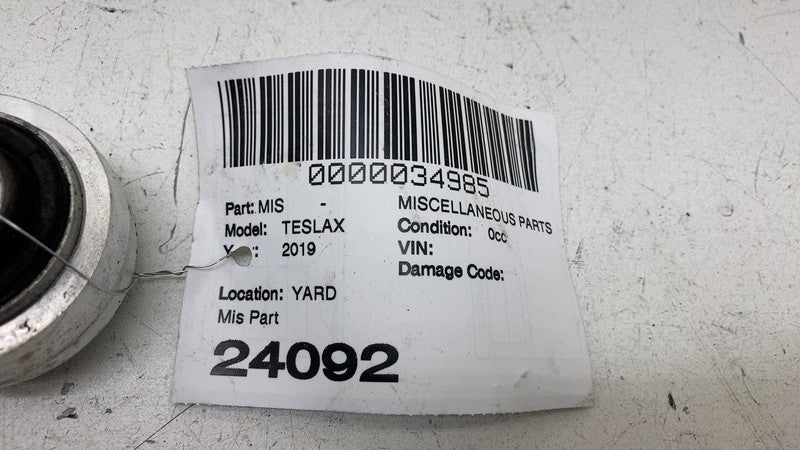 0000034985
Part: MIS - MISCELLANEOUS PARTS
Model: TESLAX Condition: 0cc
2019 VIN:
Damage Code:
Location: YARD
Mis Part
24092